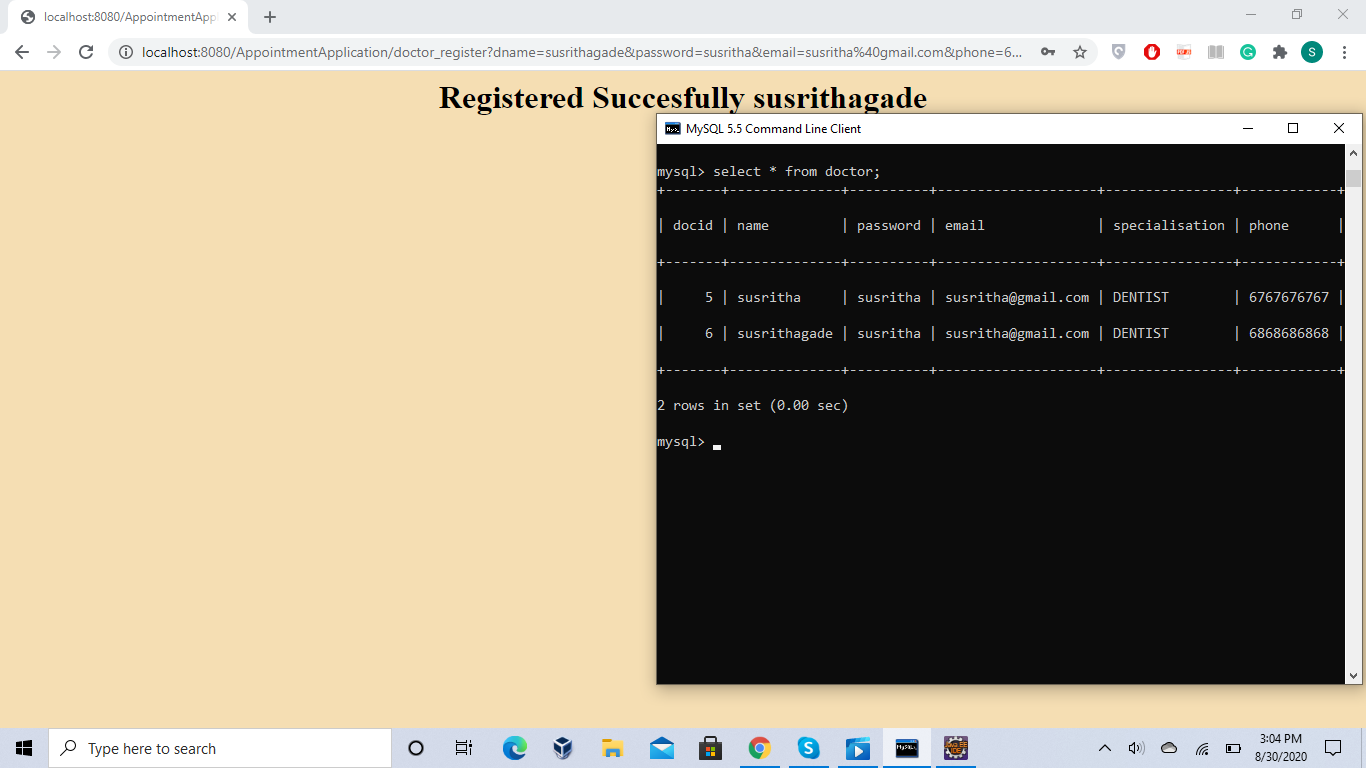 localhost:8080/AppointmentAppl
localhost:8080/AppointmentApplication/doctor_register?dname=susrithagade&password=susritha&email=susritha%40gmail.com&phone=6...
S
Registered Succesfully susrithagade
MySQL 5.5 Command Line Client
mysql> select * from doctor;
+-------+--------------+----------+--------------------+----------------+------------+
| docid | name         | password | email              | specialisation | phone      |
+-------+--------------+----------+--------------------+----------------+------------+
|     5 | susritha     | susritha | susritha@gmail.com | DENTIST        | 6767676767 |
|     6 | susrithagade | susritha | susritha@gmail.com | DENTIST        | 6868686868 |
+-------+--------------+----------+--------------------+----------------+------------+
2 rows in set (0.00 sec)
mysql>
Type here to search
3:04 PM
8/30/2020